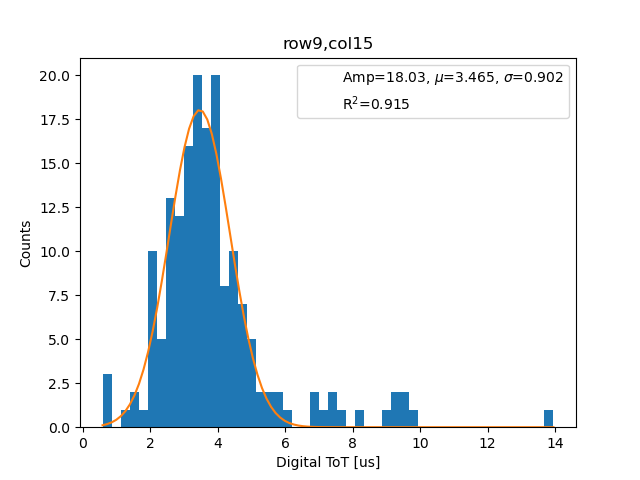 row9,col15
Amp=18.03, μ=3.465, σ=0.902
R²=0.915
Counts
20.0
17.5
15.0
12.5
10.0
7.5
5.0
2.5
0.0
0 2 4 6 8 10 12 14
Digital ToT [us]